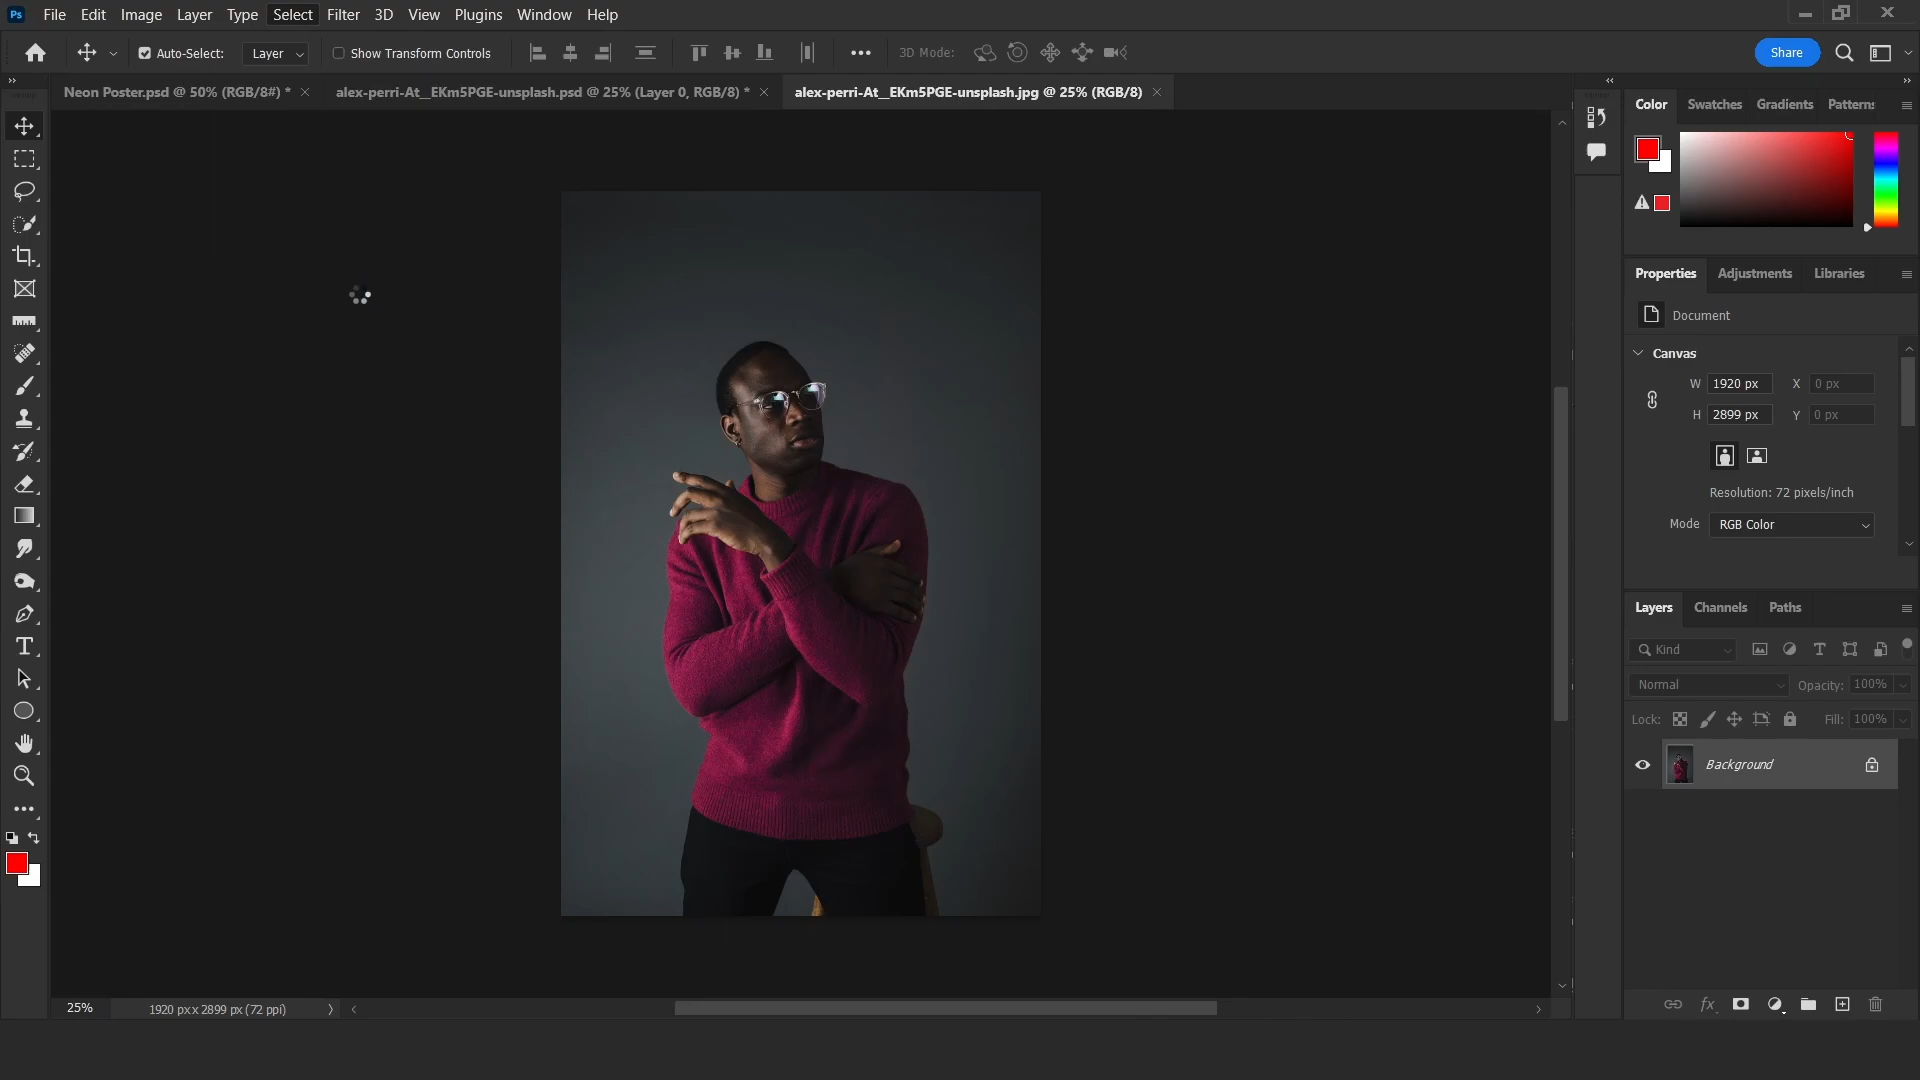 Ps File Edit Image Layer Type Select Filter 3D View Plugins Window Help
Auto-Select: Layer Show Transform Controls 3D Mode: Share
Neon Poster.psd @ 50% (RGB/8#) * alex-perri-At__EKm5PGE-unsplash.psd @ 25% (Layer 0, RGB/8) * alex-perri-At__EKm5PGE-unsplash.jpg @ 25% (RGB/8)
Color Swatches Gradients Patterns
Properties Adjustments Libraries
Document
Canvas
W 1920 px X 0 px
H 2899 px Y 0 px
Resolution: 72 pixels/inch
Mode RGB Color
Layers Channels Paths
Kind
Normal Opacity: 100%
Lock: Fill: 100%
Background
25% 1920 px x 2899 px (72 ppi)